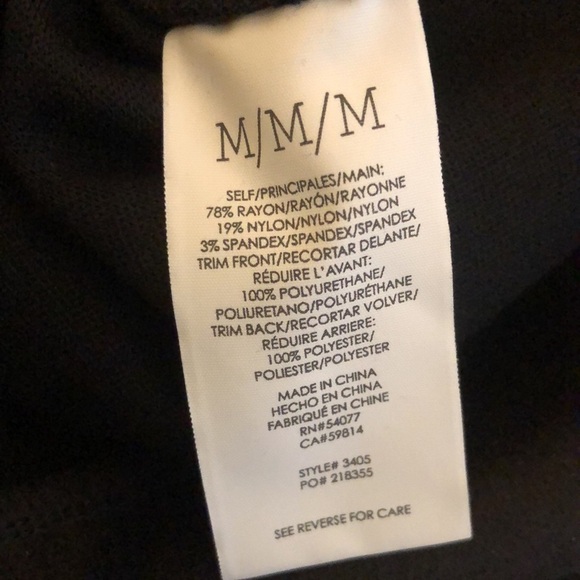 M/M/M
SELF/PRINCIPALES/MAIN:
78% RAYON/RAYÓN/RAYONNE
19% NYLON/NYLON/NYLON
3% SPANDEX/SPANDEX/SPANDEX
TRIM FRONT/RECORTAR DELANTE/
RÉDUIRE L'AVANT:
100% POLYURETHANE/
POLIURETANO/POLYURÉTHANE
TRIM BACK/RECORTAR VOLVER/
RÉDUIRE ARRIERE:
100% POLYESTER/
POLIESTER/POLYESTER
MADE IN CHINA
HECHO EN CHINA
FABRIQUÉ EN CHINE
RN#54077
CA#59814
STYLE# 3405
PO# 218355
SEE REVERSE FOR CARE